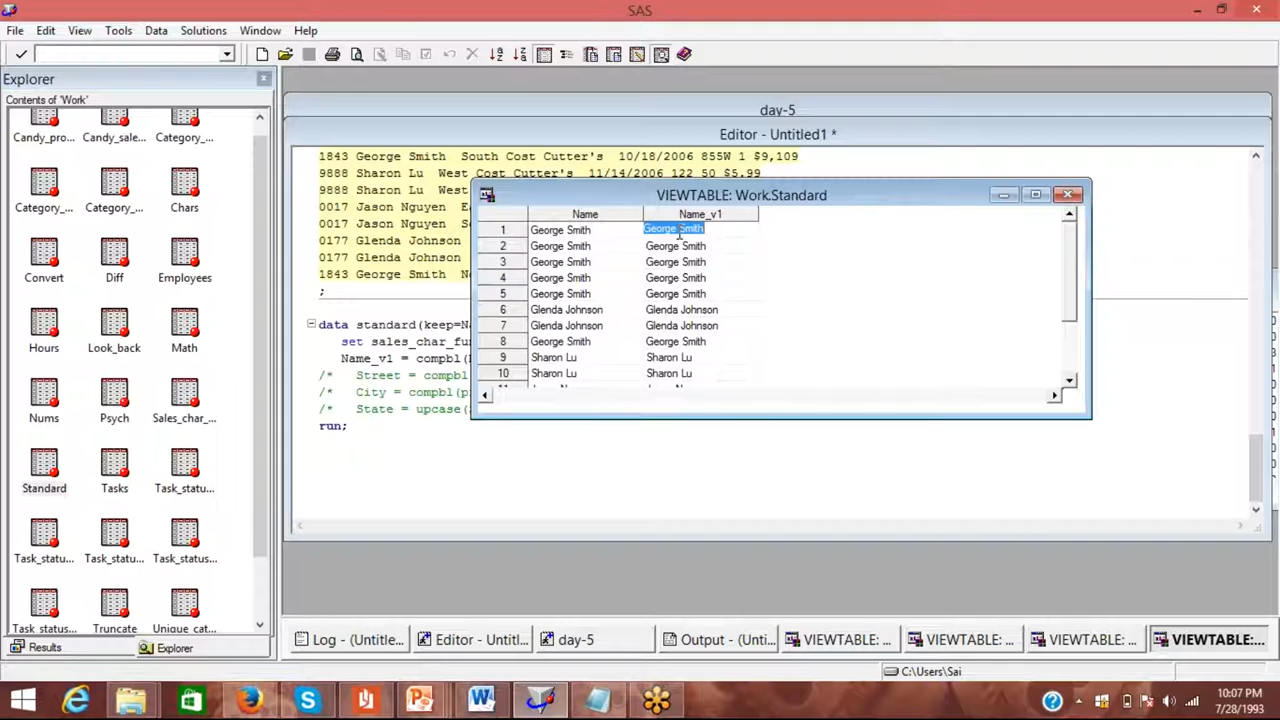 SAS
File Edit View Tools Data Solutions Window Help
Explorer
Contents of 'Work'
Candy_pro... Candy_sale... Category_...
Category_... Category_... Chars
Convert Diff Employees
Hours Look_back Math
Nums Psych Sales_char_...
Standard Tasks Task_statu...
Task_statu... Task_statu... Task_status...
Task_status... Truncate Unique_cat...
Results Explorer
day-5
Editor - Untitled1 *
1843 George Smith South Cost Cutter's 10/18/2006 855W 1 $9,109
9888 Sharon Lu West Cost Cutter's 11/14/2006 122 50 $5.99
9888 Sharon Lu West
0017 Jason Nguyen
0017 Jason Nguyen
0177 Glenda Johnson
0177 Glenda Johnson
1843 George Smith
;
data standard(keep=Na
set sales_char_fu
Name_v1 = compbl(
/* Street = compbl
/* City = compbl(p
/* State = upcase(
run;
VIEWTABLE: Work.Standard
Name Name_v1
1 George Smith George Smith
2 George Smith George Smith
3 George Smith George Smith
4 George Smith George Smith
5 George Smith George Smith
6 Glenda Johnson Glenda Johnson
7 Glenda Johnson Glenda Johnson
8 George Smith George Smith
9 Sharon Lu Sharon Lu
10 Sharon Lu Sharon Lu
Log - (Untitle... Editor - Untitl... day-5 Output - (Unti... VIEWTABLE: ... VIEWTABLE: ... VIEWTABLE: ... VIEWTABLE:...
C:\Users\Sai
10:07 PM
7/28/1993